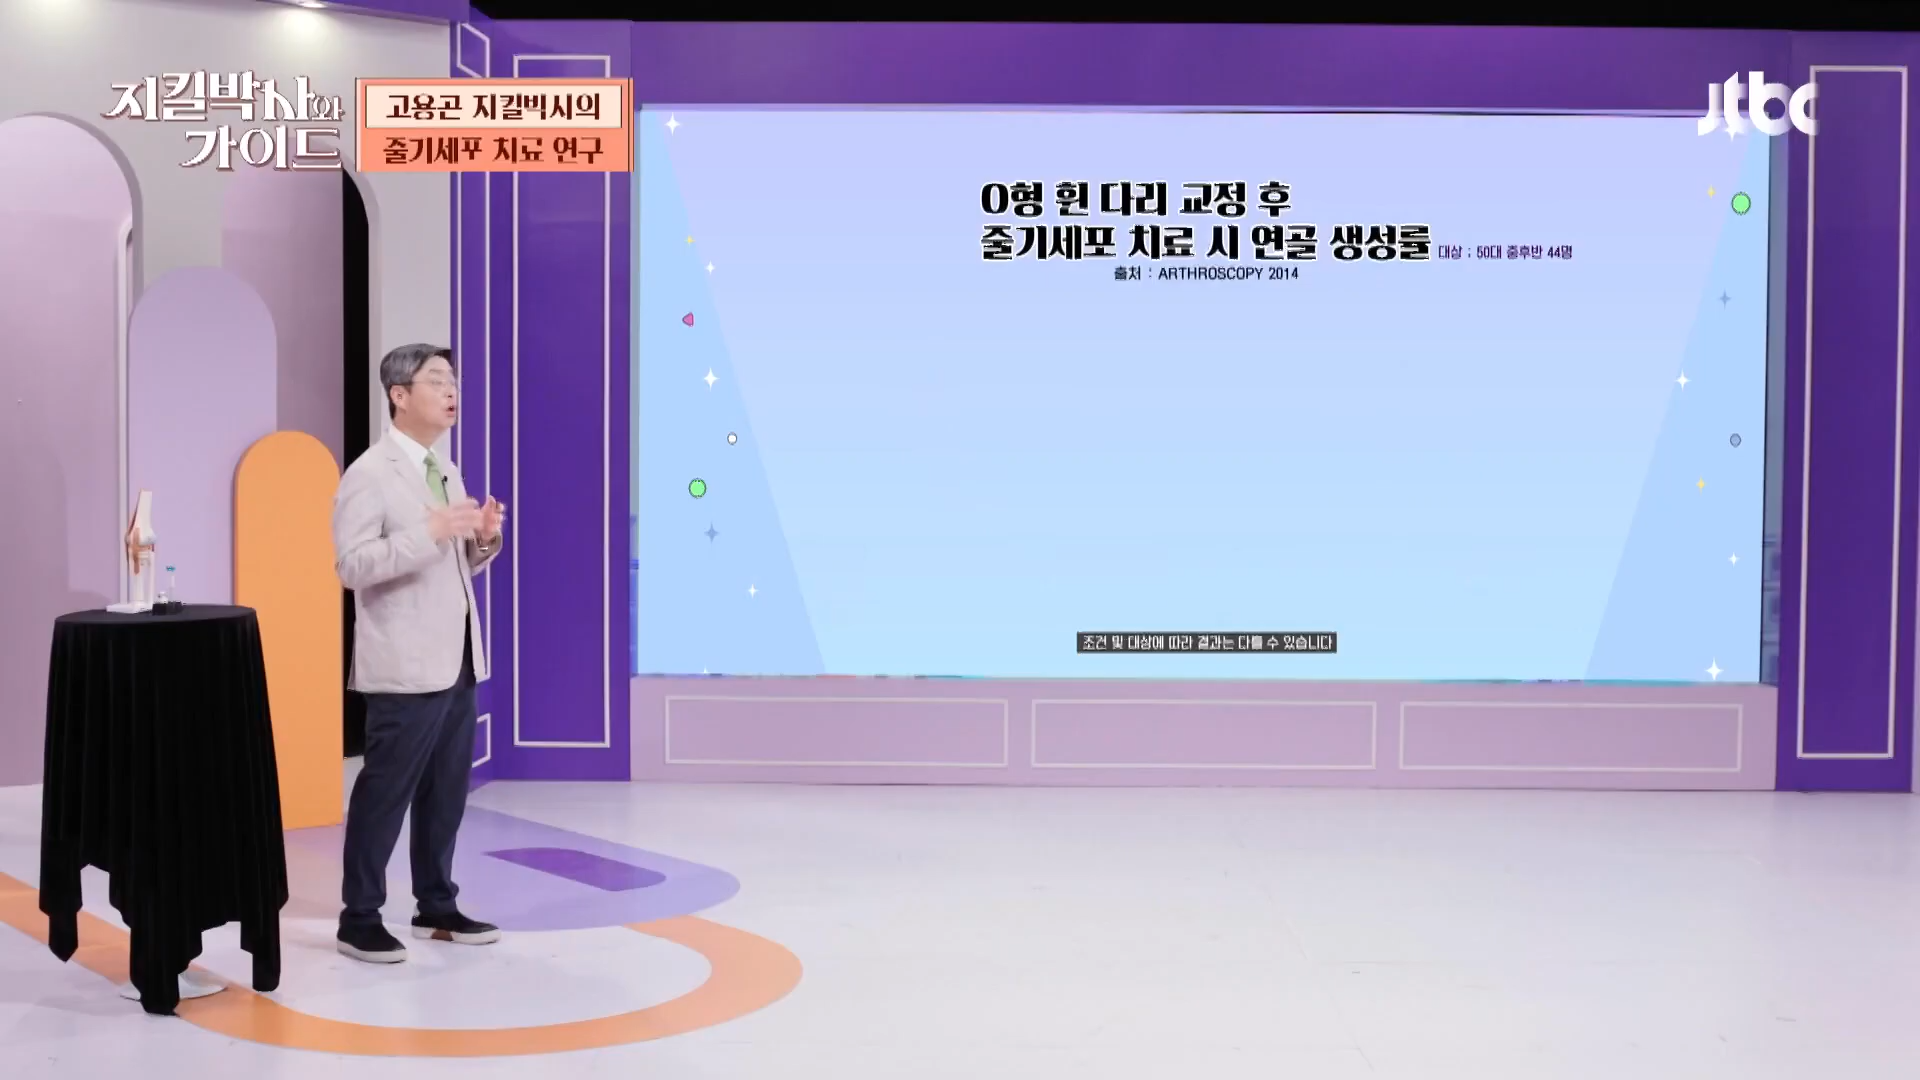 지킬박사와
가이드
고용곤 지킬박사의
줄기세포 치료 연구
jtbc
O형 휜 다리 교정 후
줄기세포 치료 시 연골 생성률 대상 : 50대 중후반 44명
출처 : ARTHROSCOPY 2014
조건 및 대상에 따라 결과는 다를 수 있습니다